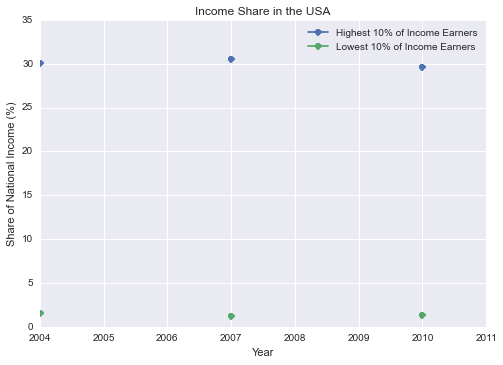 Income Share in the USA
Highest 10% of Income Earners
Lowest 10% of Income Earners
Share of National Income (%)
35
30
25
20
15
10
5
0
2004 2005 2006 2007 2008 2009 2010 2011
Year